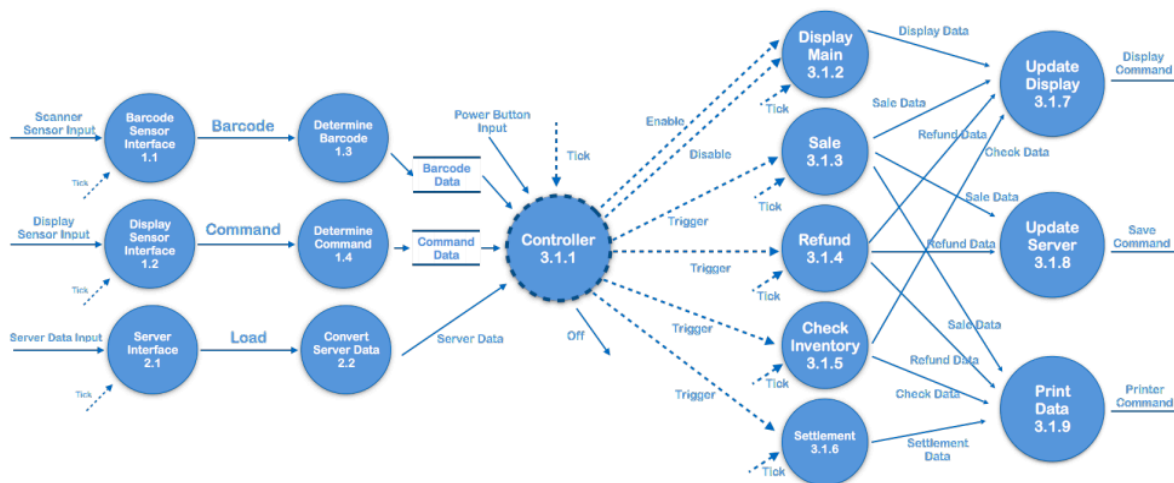 Scanner
Sensor Input
Tick
Barcode
Sensor
Interface
1.1
Barcode
Determine
Barcode
1.3
Barcode
Data
Display
Sensor Input
Tick
Display
Sensor
Interface
1.2
Command
Determine
Command
1.4
Command
Data
Server Data Input
Tick
Server
Interface
2.1
Load
Convert
Server Data
2.2
Server Data
Power Button
Input
Tick
Controller
3.1.1
Off
Enable
Disable
Trigger
Trigger
Trigger
Trigger
Display
Main
3.1.2
Tick
Sale
3.1.3
Tick
Refund
3.1.4
Tick
Check
Inventory
3.1.5
Tick
Settlement
3.1.6
Tick
Display Data
Sale Data
Refund Data
Check Data
Sale Data
Refund Data
Sale Data
Refund Data
Check Data
Settlement
Data
Update
Display
3.1.7
Display
Command
Update
Server
3.1.8
Save
Command
Print
Data
3.1.9
Printer
Command